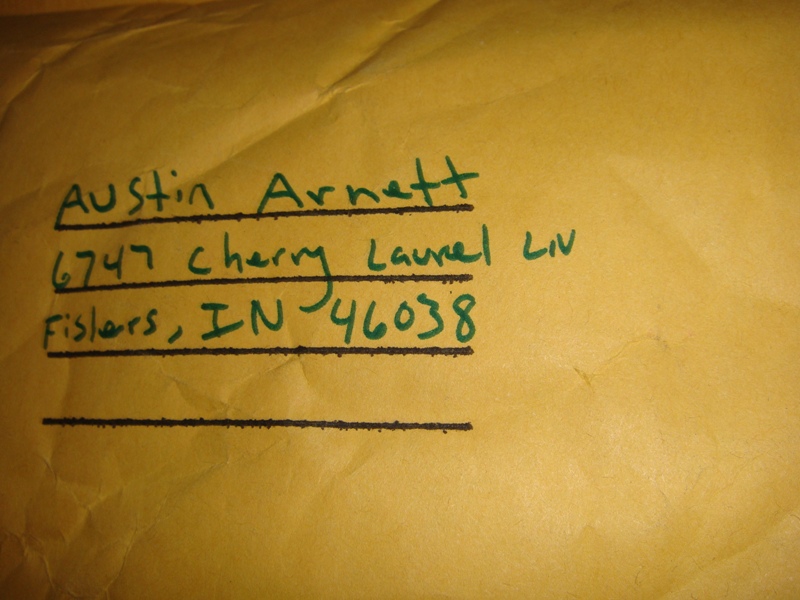 Austin Arnett
6747 Cherry Laurel LN
Fishers, IN 46038